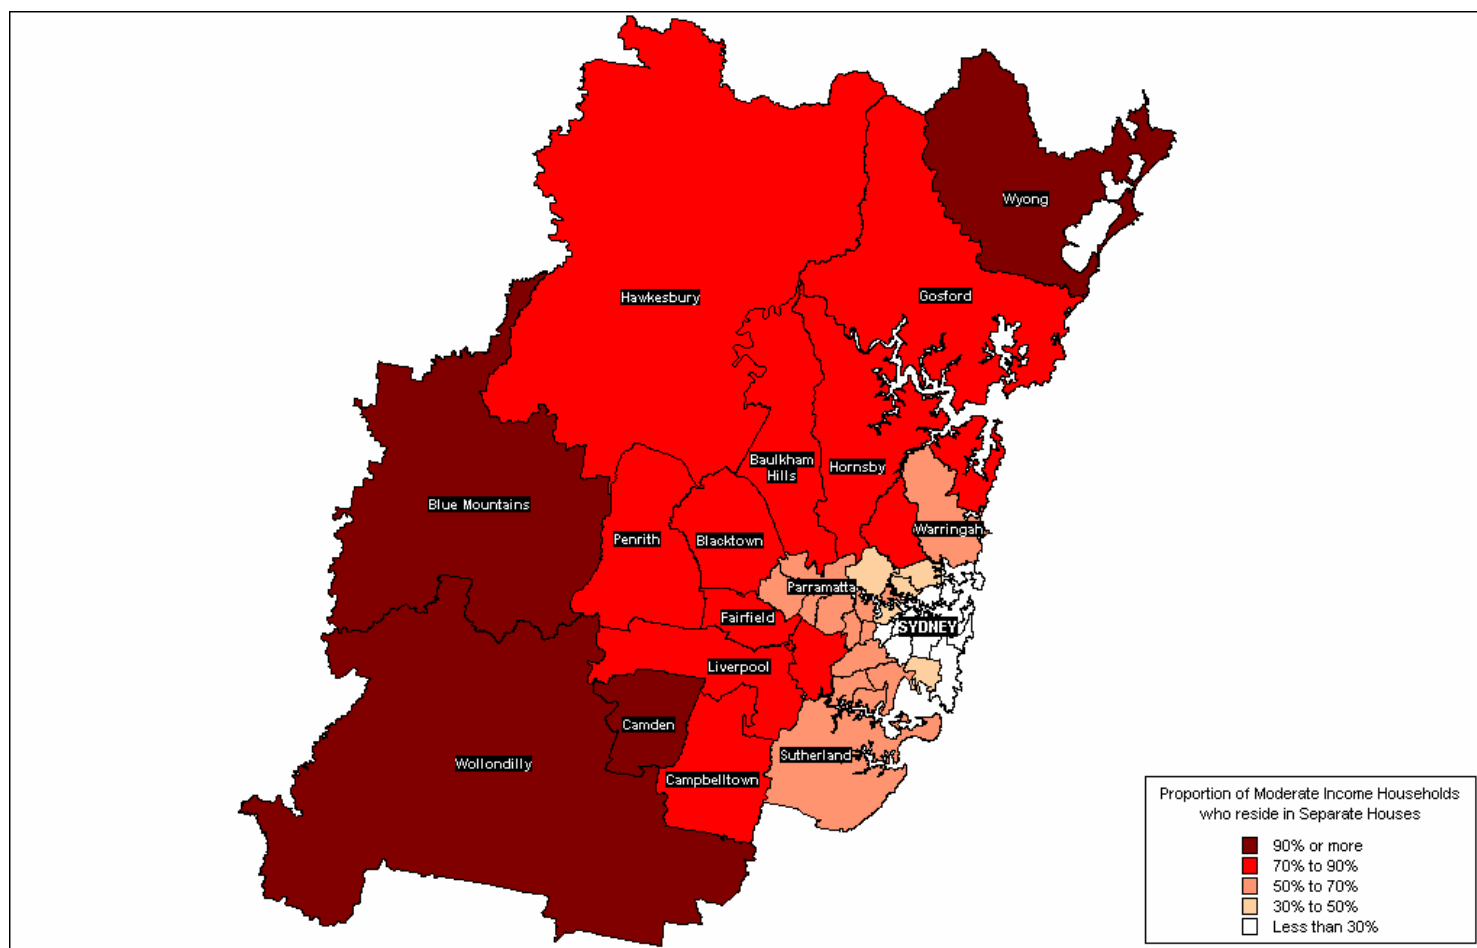 Wyong
Hawkesbury
Gosford
Baulkham
Hills
Hornsby
Blue Mountains
Penrith
Blacktown
Warringah
Parramatta
Fairfield
SYDNEY
Liverpool
Camden
Sutherland
Wollondilly
Campbelltown
Proportion of Moderate Income Households
who reside in Separate Houses
90% or more
70% to 90%
50% to 70%
30% to 50%
Less than 30%